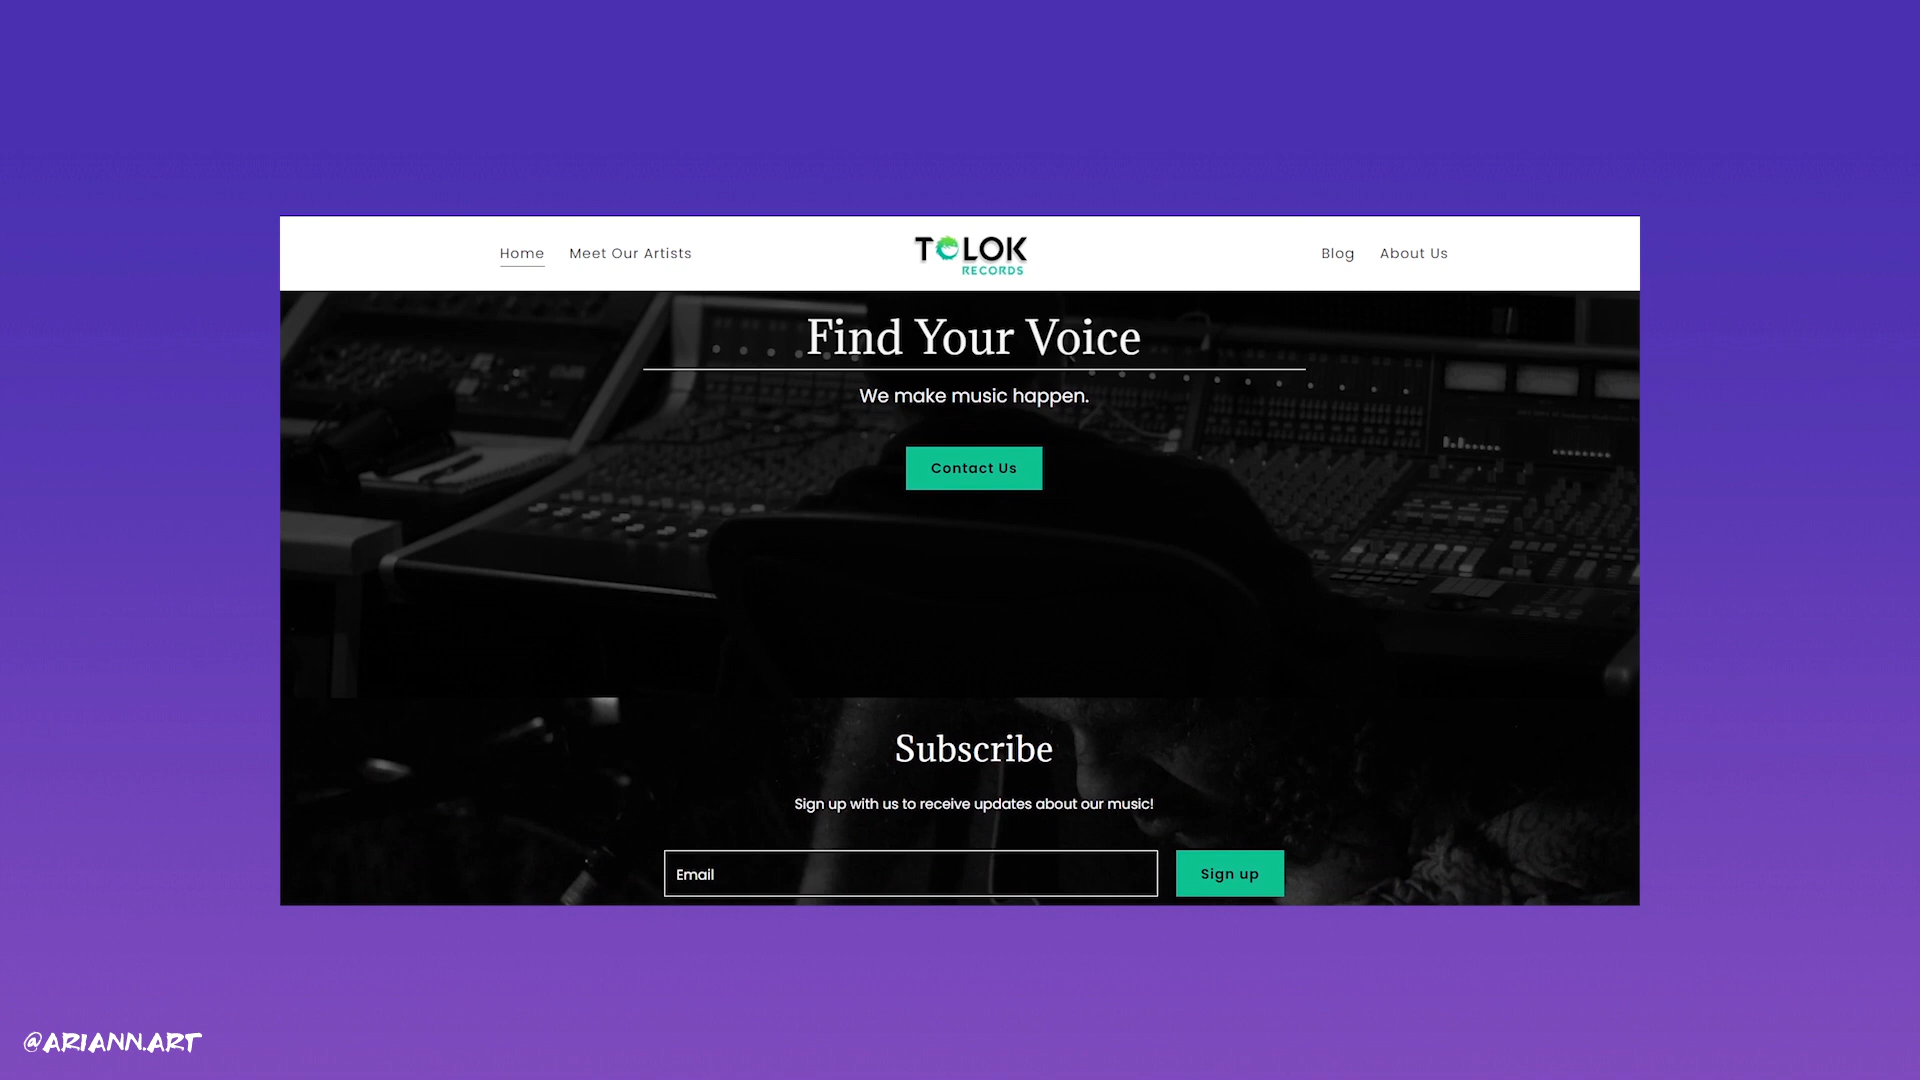 Home Meet Our Artists TOLOK RECORDS Blog About Us
Find Your Voice
We make music happen.
Contact Us
Subscribe
Sign up with us to receive updates about our music!
Email Sign up
@ARIANN.ART